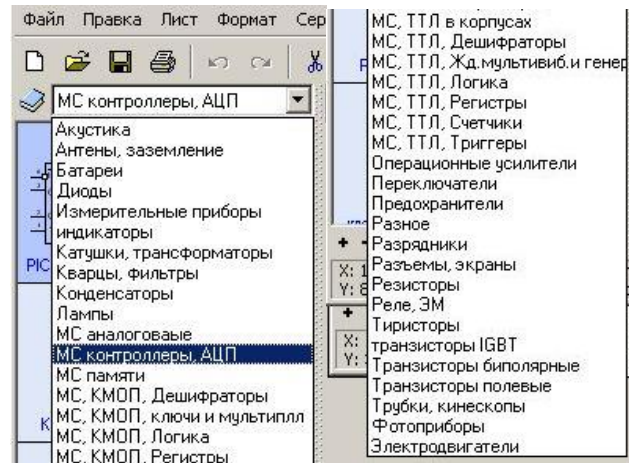 Файл Правка Лист Формат Сер
МС контроллеры, АЦП
Акустика
Антены, заземление
Батареи
Диоды
Измерительные приборы
индикаторы
Катушки, трансформаторы
PIC
Кварцы, фильтры
Конденсаторы
Лампы
МС аналоговаые
МС контроллеры, АЦП
МС памяти
МС, КМОП, Дешифраторы
К
МС, КМОП, ключи и мультиплл
МС, КМОП, Логика
МС, КМОП, Регистры
МС, ТТЛ в корпусах
МС, ТТЛ, Дешифраторы
МС, ТТЛ, Жд.мультивиб.и генер
МС, ТТЛ, Логика
МС, ТТЛ, Регистры
МС, ТТЛ, Счетчики
МС, ТТЛ, Триггеры
Операционные усилители
Переключатели
Предохранители
Разное
Разрядники
X: 1
Разъемы, экраны
Y: 8
Резисторы
Реле, ЭМ
Тиристоры
X:
транзисторы IGBT
Y:
Транзисторы биполярные
Транзисторы полевые
Трубки, кинескопы
Фотоприборы
Электродвигатели